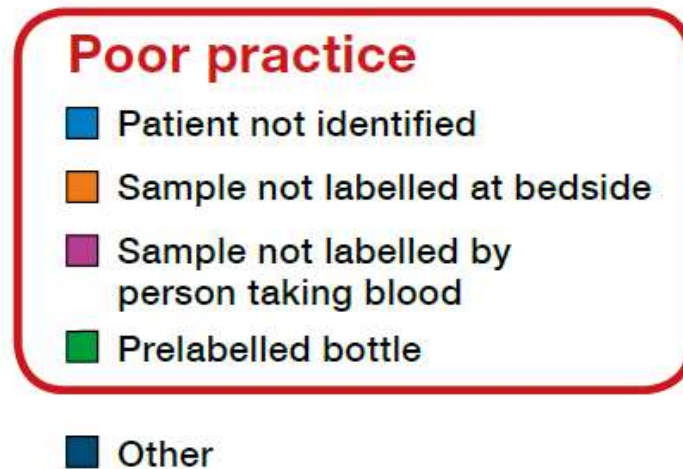 Poor practice
Patient not identified
Sample not labelled at bedside
Sample not labelled by
person taking blood
Prelabelled bottle
Other